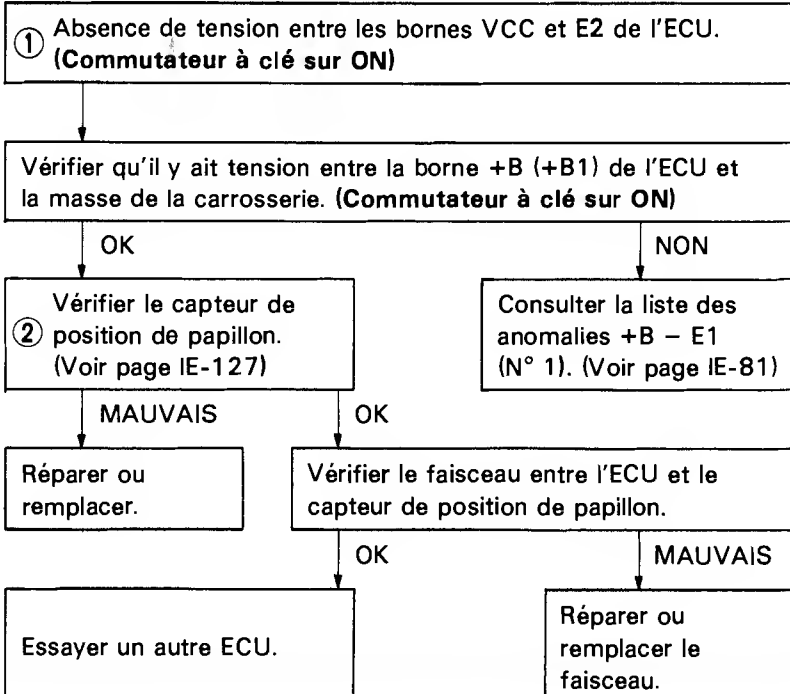 ① Absence de tension entre les bornes VCC et E2 de l'ECU.
(Commutateur à clé sur ON)
Vérifier qu'il y ait tension entre la borne +B (+B1) de l'ECU et
la masse de la carrosserie. (Commutateur à clé sur ON)
OK
NON
Vérifier le capteur de
② position de papillon.
(Voir page IE-127)
Consulter la liste des
anomalies +B – E1
(N° 1). (Voir page IE-81)
MAUVAIS
OK
Réparer ou
remplacer.
Vérifier le faisceau entre l'ECU et le
capteur de position de papillon.
OK
MAUVAIS
Essayer un autre ECU.
Réparer ou
remplacer le
faisceau.